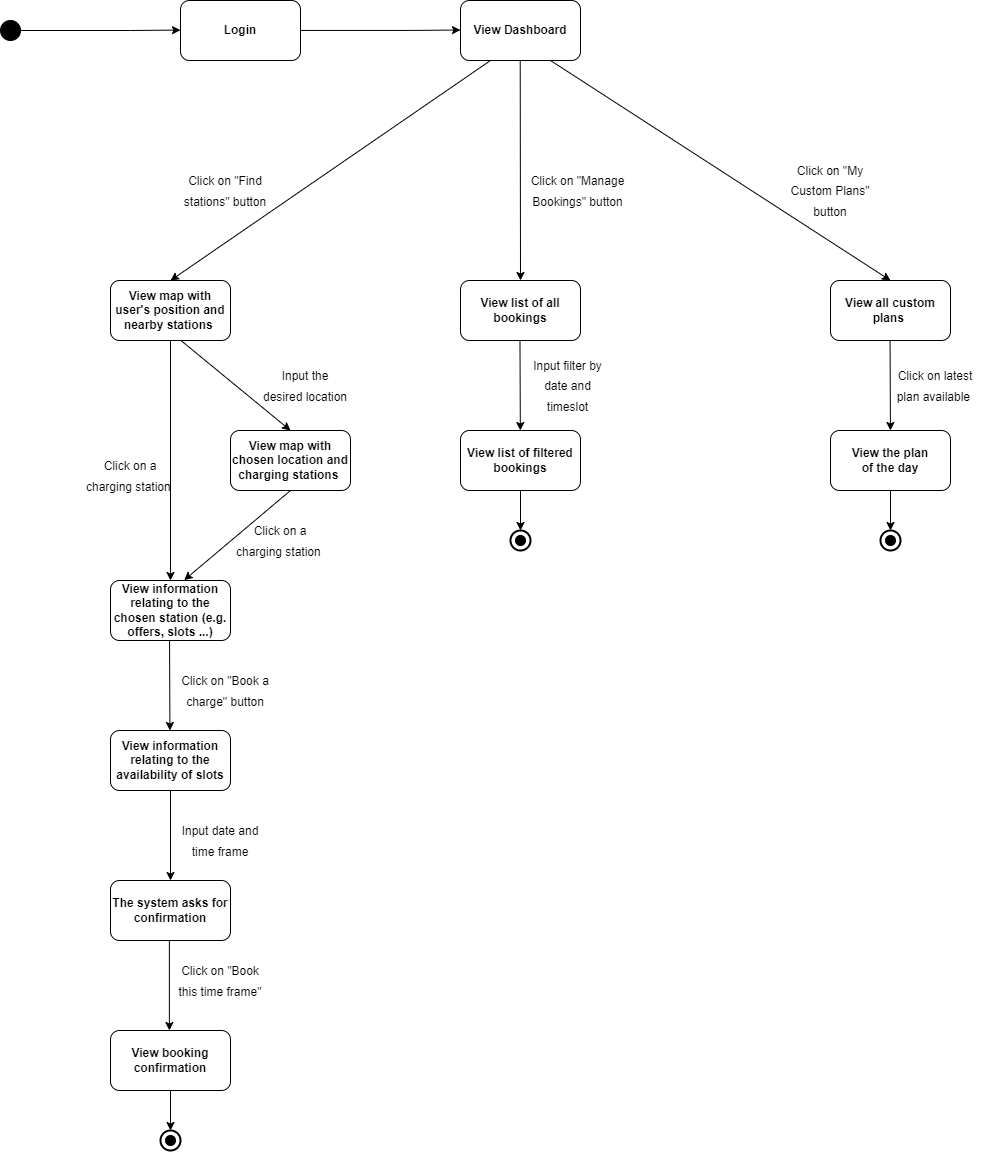 Login
View Dashboard
Click on "Find
stations" button
Click on "Manage
Bookings" button
Click on "My
Custom Plans"
button
View map with
user's position and
nearby stations
View list of all
bookings
View all custom
plans
Input the
desired location
Input filter by
date and
timeslot
Click on latest
plan available
Click on a
charging station
View map with
chosen location and
charging stations
View list of filtered
bookings
View the plan
of the day
Click on a
charging station
View information
relating to the
chosen station (e.g.
offers, slots ...)
Click on "Book a
charge" button
View information
relating to the
availability of slots
Input date and
time frame
The system asks for
confirmation
Click on "Book
this time frame"
View booking
confirmation